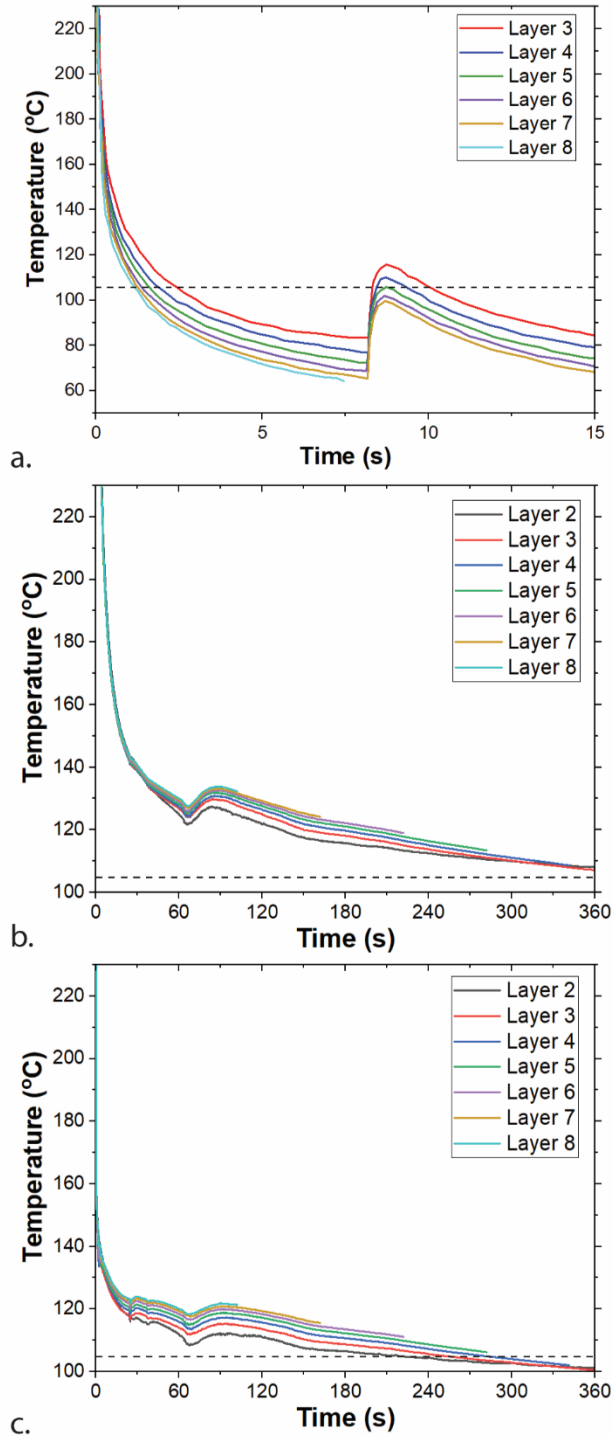 220
200
180
160
140
120
100
80
60
Temperature (ºC)
Layer 3
Layer 4
Layer 5
Layer 6
Layer 7
Layer 8
0
5
10
15
Time (s)
a.
220
200
180
160
140
120
100
Temperature (ºC)
Layer 2
Layer 3
Layer 4
Layer 5
Layer 6
Layer 7
Layer 8
0
60
120
180
240
300
360
Time (s)
b.
220
200
180
160
140
120
100
Temperature (ºC)
Layer 2
Layer 3
Layer 4
Layer 5
Layer 6
Layer 7
Layer 8
0
60
120
180
240
300
360
Time (s)
c.